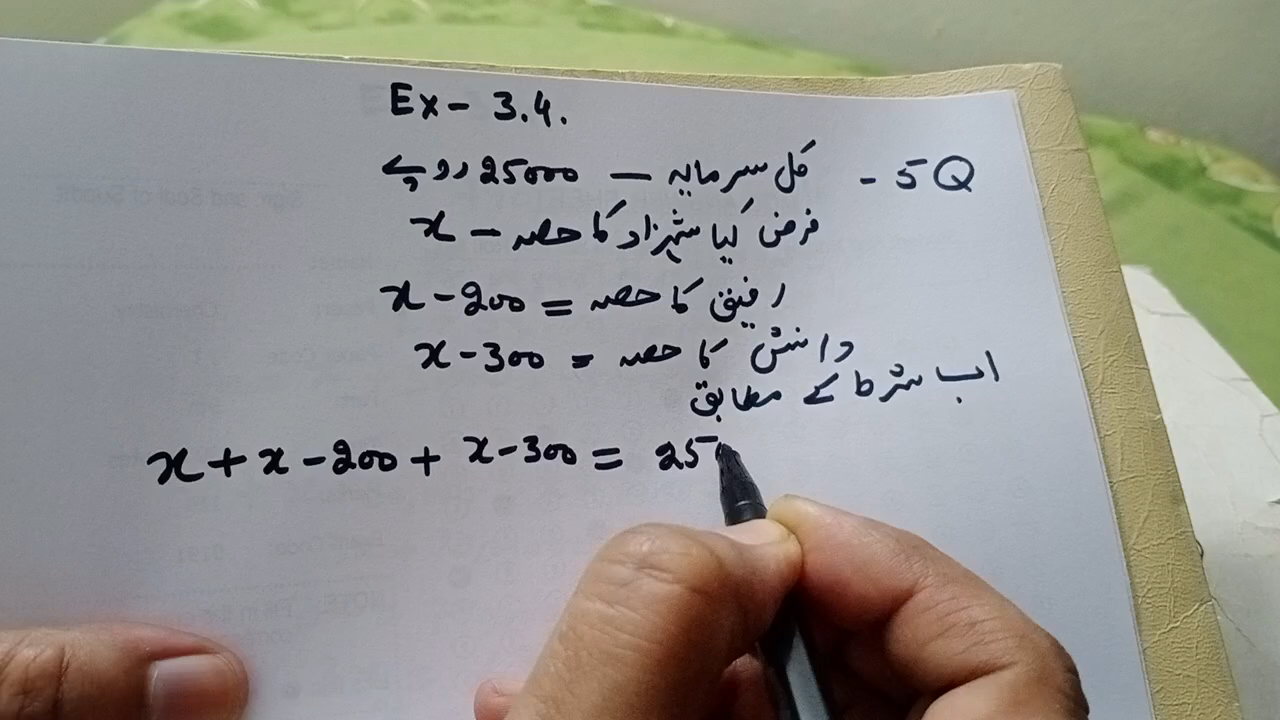 Ex- 3.4.
5Q - کل سرمایہ — 25000 روپے
فرض کیا شہزاد کا حصہ — x
رفیق کا حصہ = x-200
دانش کا حصہ = x-300
اب شرط کے مطابق
x+x-200+x-300= 25